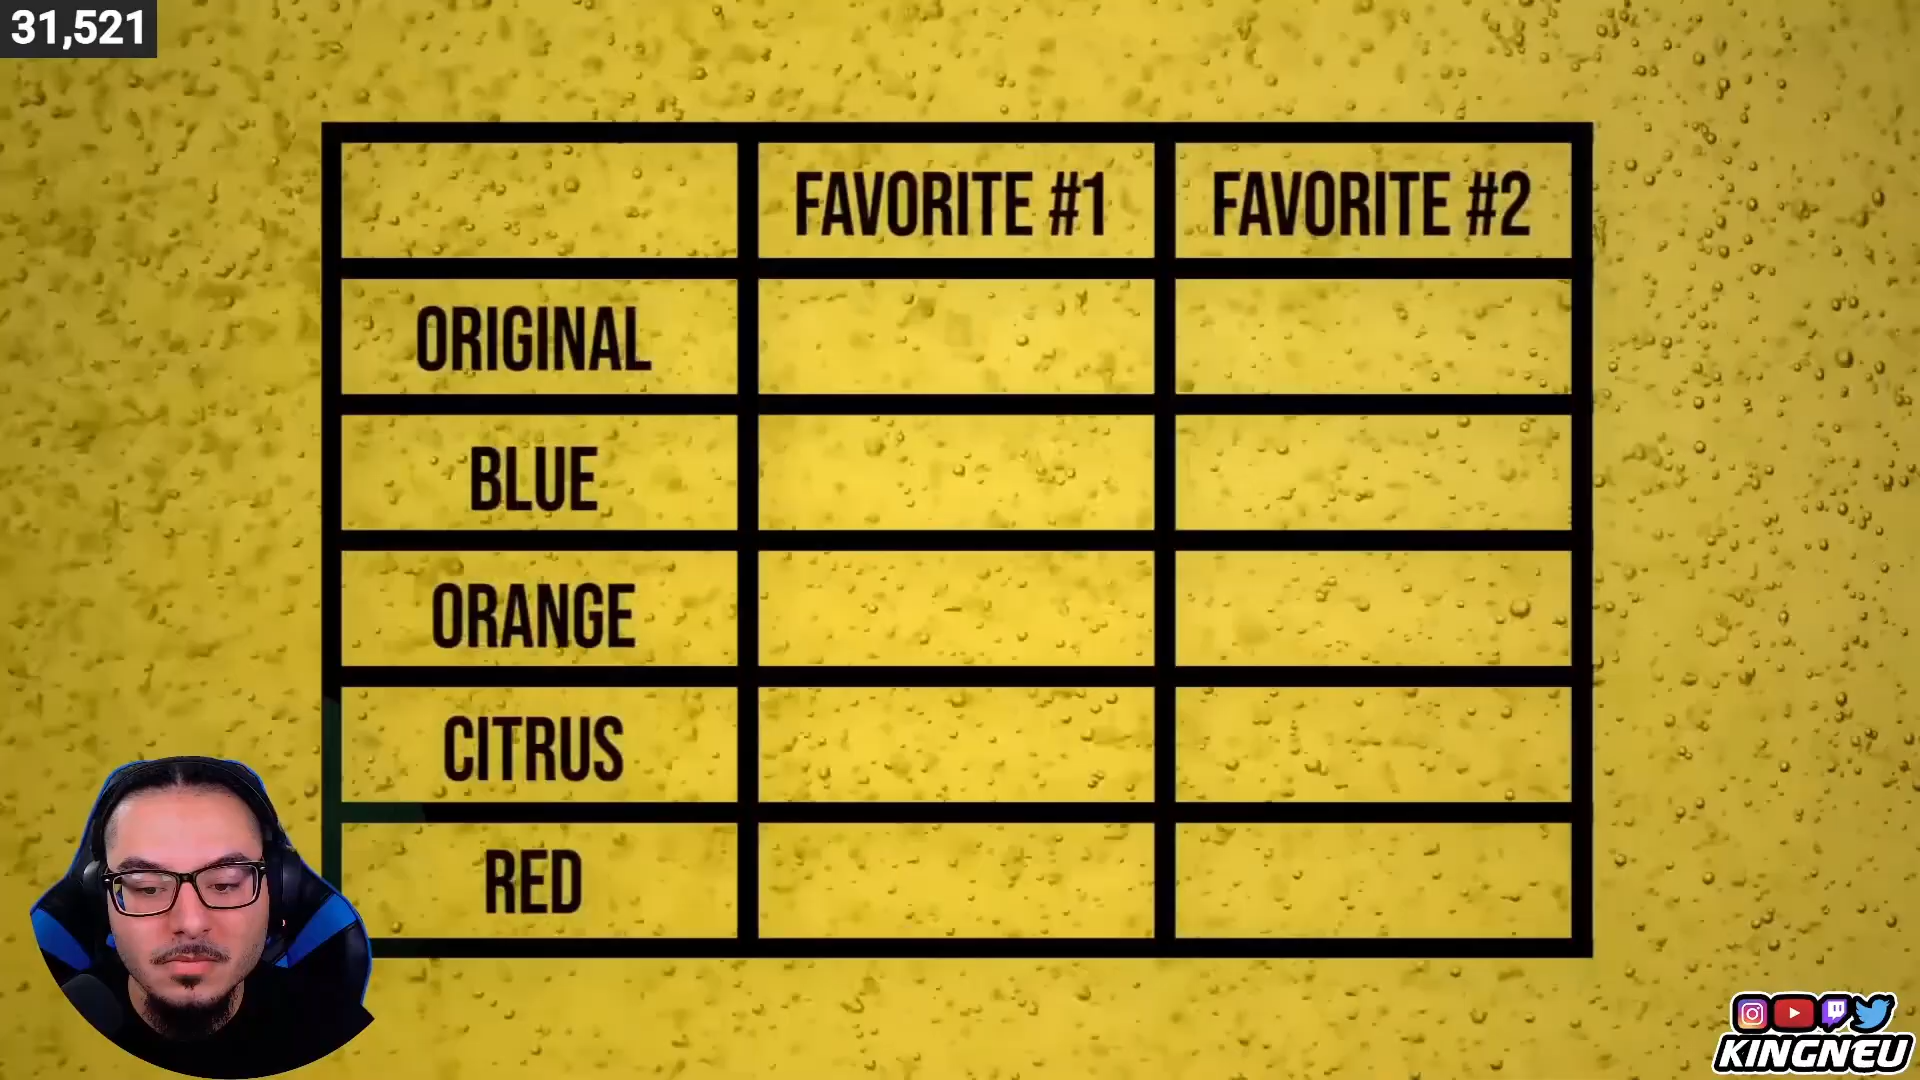 31,521
FAVORITE #1 FAVORITE #2
ORIGINAL
BLUE
ORANGE
CITRUS
RED
KINGNEU